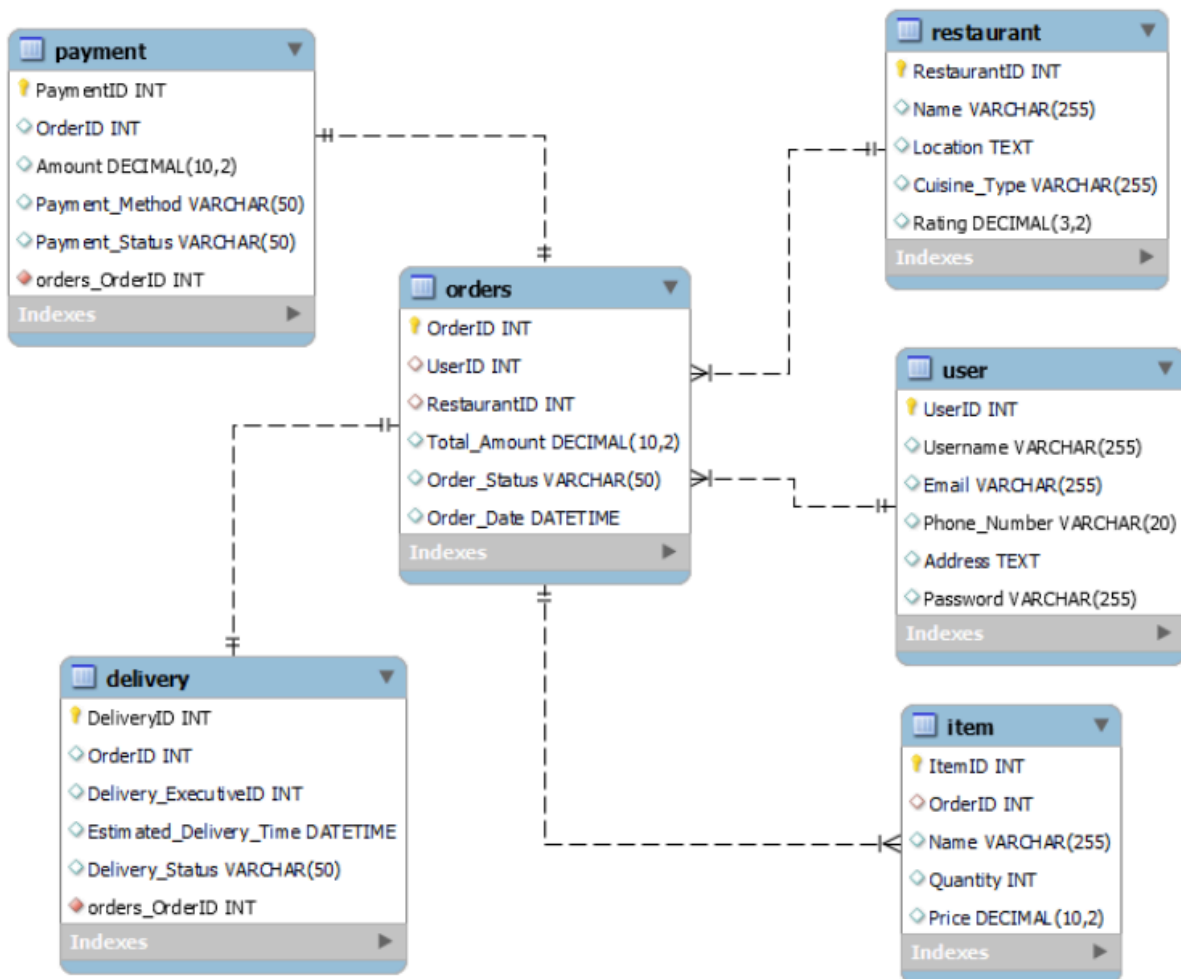 payment
PaymentID INT
OrderID INT
Amount DECIMAL(10,2)
Payment_Method VARCHAR(50)
Payment_Status VARCHAR(50)
orders_OrderID INT
Indexes
restaurant
RestaurantID INT
Name VARCHAR(255)
Location TEXT
Cuisine_Type VARCHAR(255)
Rating DECIMAL(3,2)
Indexes
orders
OrderID INT
UserID INT
RestaurantID INT
Total_Amount DECIMAL(10,2)
Order_Status VARCHAR(50)
Order_Date DATETIME
Indexes
user
UserID INT
Username VARCHAR(255)
Email VARCHAR(255)
Phone_Number VARCHAR(20)
Address TEXT
Password VARCHAR(255)
Indexes
delivery
DeliveryID INT
OrderID INT
Delivery_ExecutiveID INT
Estimated_Delivery_Time DATETIME
Delivery_Status VARCHAR(50)
orders_OrderID INT
Indexes
item
ItemID INT
OrderID INT
Name VARCHAR(255)
Quantity INT
Price DECIMAL(10,2)
Indexes